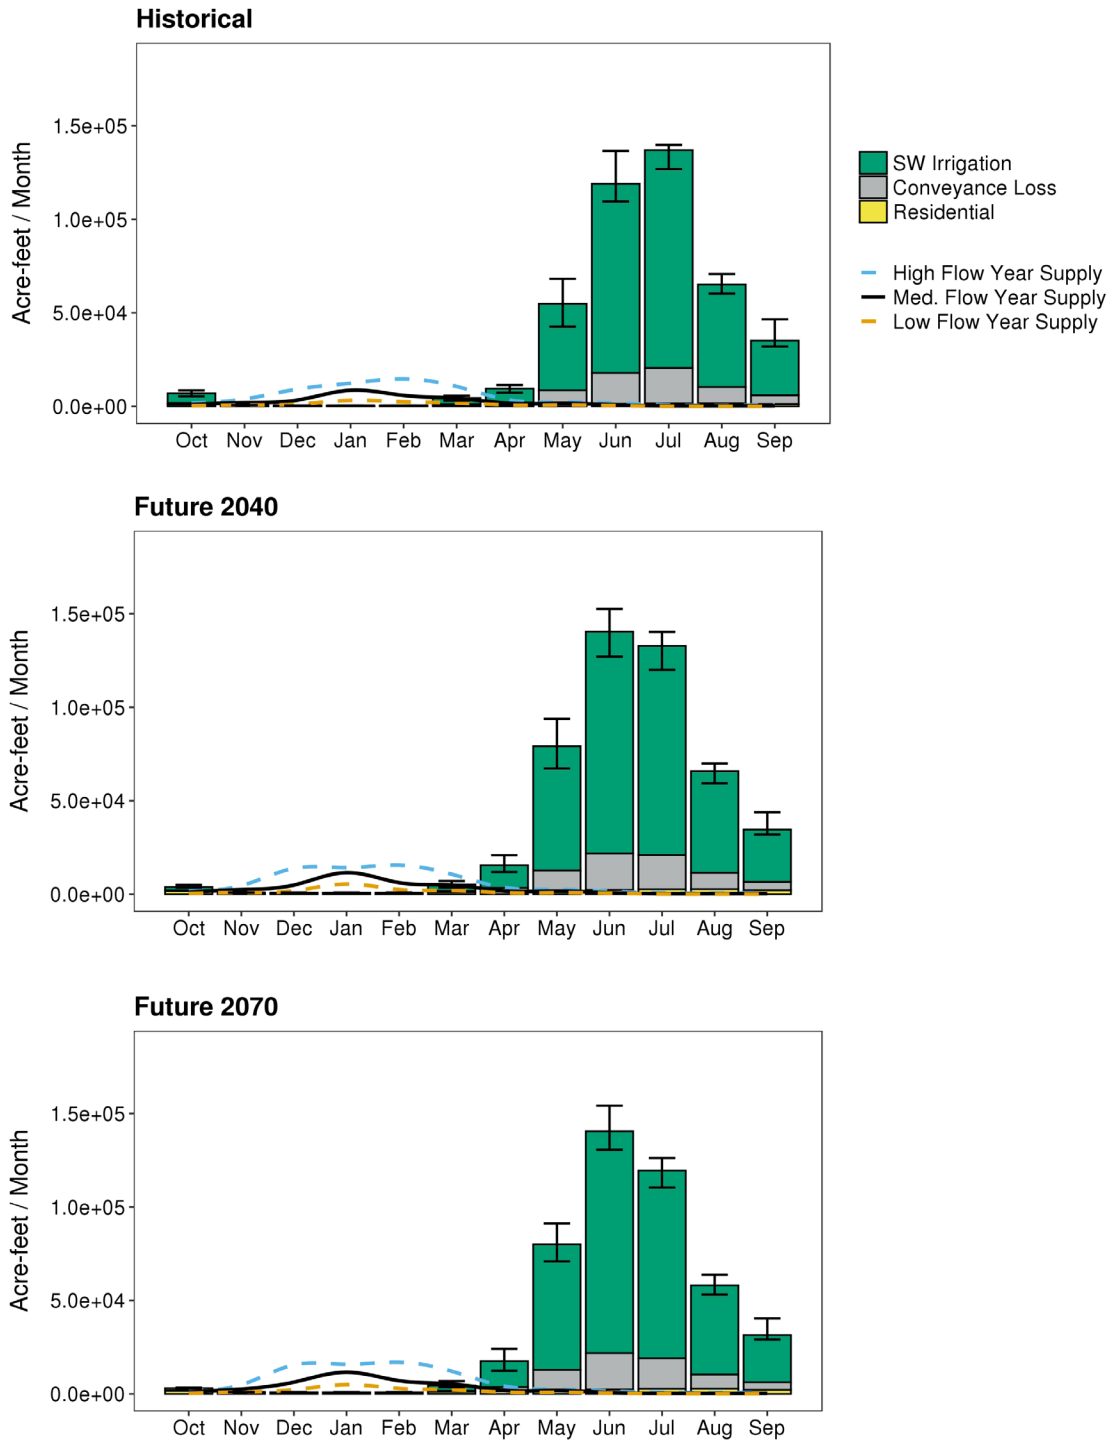 Historical
Acre-feet / Month
1.5e+05
1.0e+05
5.0e+04
0.0e+00
Oct Nov Dec Jan Feb Mar Apr May Jun Jul Aug Sep
SW Irrigation
Conveyance Loss
Residential
High Flow Year Supply
Med. Flow Year Supply
Low Flow Year Supply
Future 2040
Acre-feet / Month
1.5e+05
1.0e+05
5.0e+04
0.0e+00
Oct Nov Dec Jan Feb Mar Apr May Jun Jul Aug Sep
Future 2070
Acre-feet / Month
1.5e+05
1.0e+05
5.0e+04
0.0e+00
Oct Nov Dec Jan Feb Mar Apr May Jun Jul Aug Sep